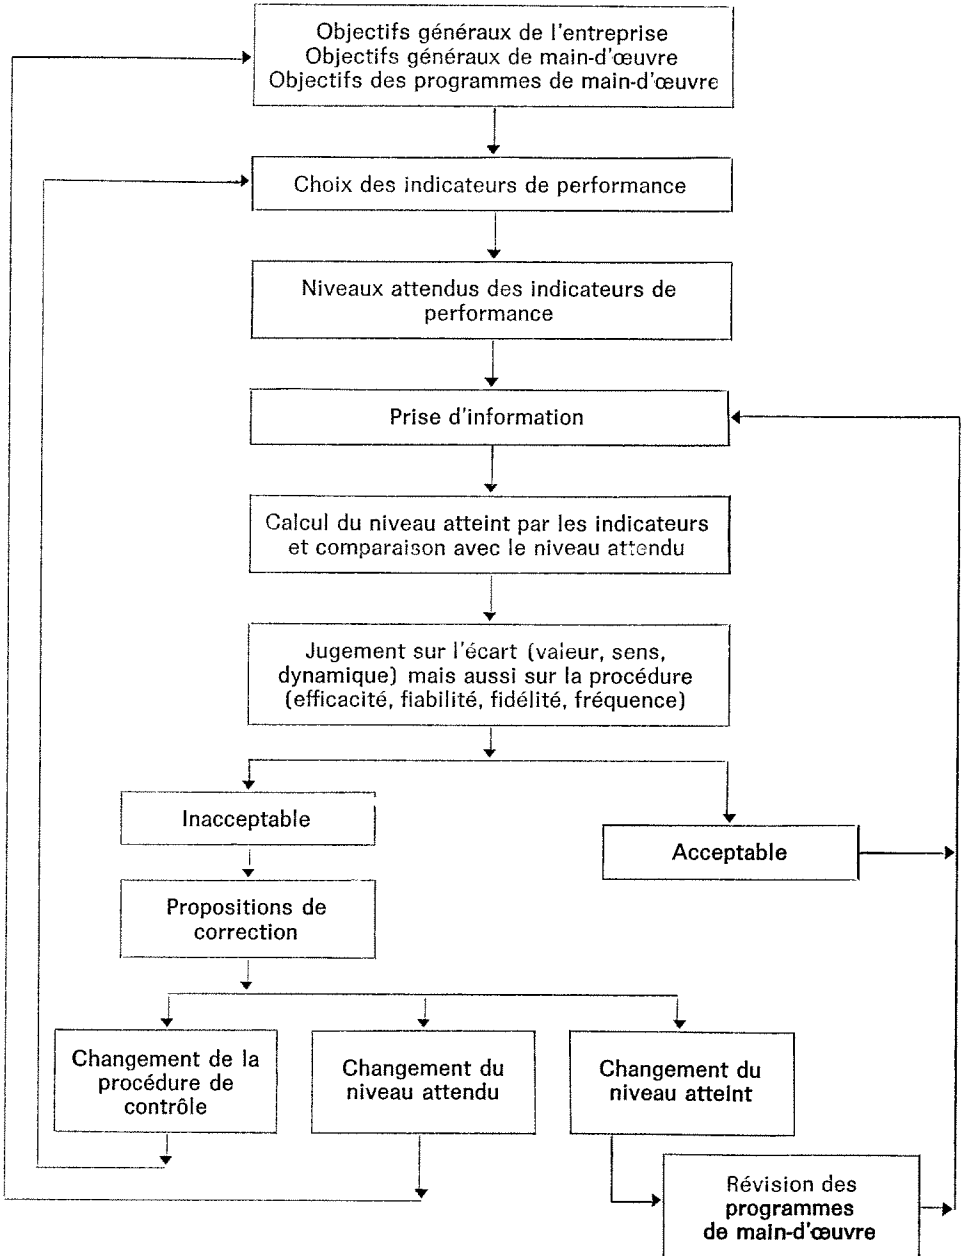 Objectifs généraux de l'entreprise
Objectifs généraux de main-d'œuvre
Objectifs des programmes de main-d'œuvre
Choix des indicateurs de performance
Niveaux attendus des indicateurs de
performance
Prise d'information
Calcul du niveau atteint par les indicateurs
et comparaison avec le niveau attendu
Jugement sur l'écart (valeur, sens,
dynamique) mais aussi sur la procédure
(efficacité, fiabilité, fidélité, fréquence)
Inacceptable
Acceptable
Propositions de
correction
Changement de la
procédure de
contrôle
Changement du
niveau attendu
Changement du
niveau atteint
Révision des
programmes
de main-d'œuvre